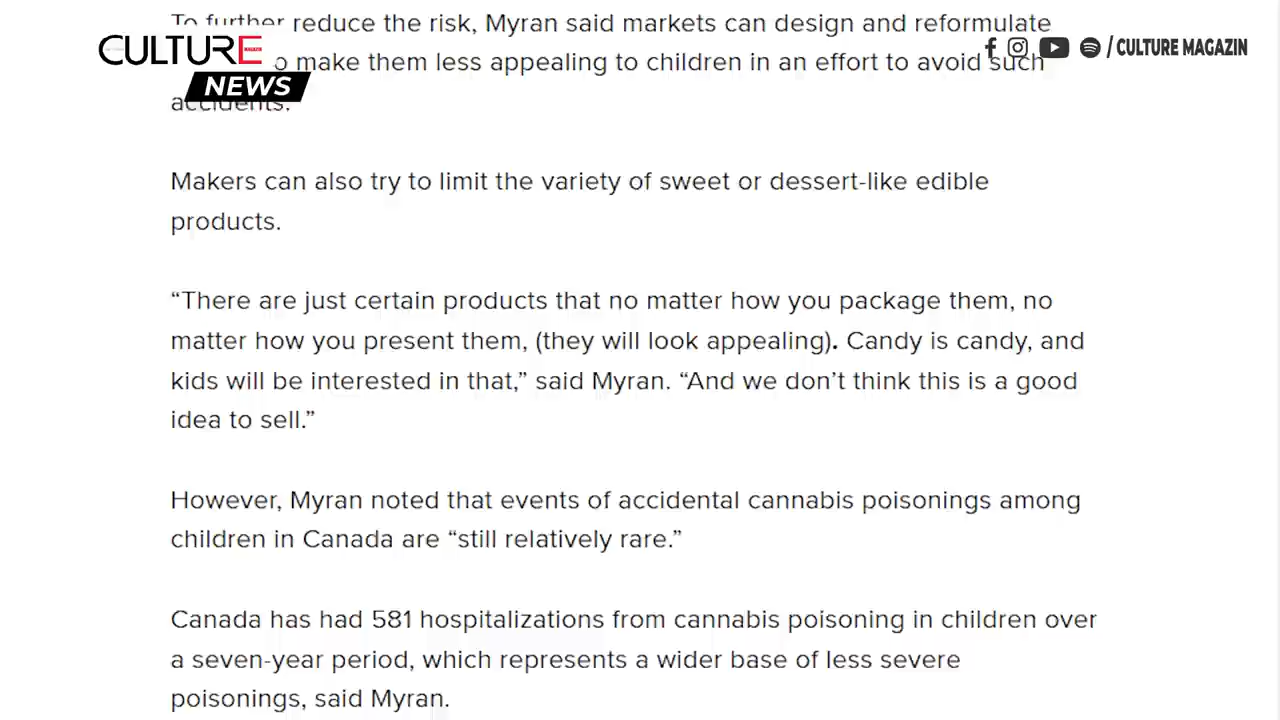 To further reduce the risk, Myran said markets can design and reformulate
CULTURE
NEWS
/ CULTURE MAGAZIN
to make them less appealing to children in an effort to avoid such
accidents.
Makers can also try to limit the variety of sweet or dessert-like edible
products.
“There are just certain products that no matter how you package them, no
matter how you present them, (they will look appealing). Candy is candy, and
kids will be interested in that,” said Myran. “And we don’t think this is a good
idea to sell.”
However, Myran noted that events of accidental cannabis poisonings among
children in Canada are “still relatively rare.”
Canada has had 581 hospitalizations from cannabis poisoning in children over
a seven-year period, which represents a wider base of less severe
poisonings, said Myran.